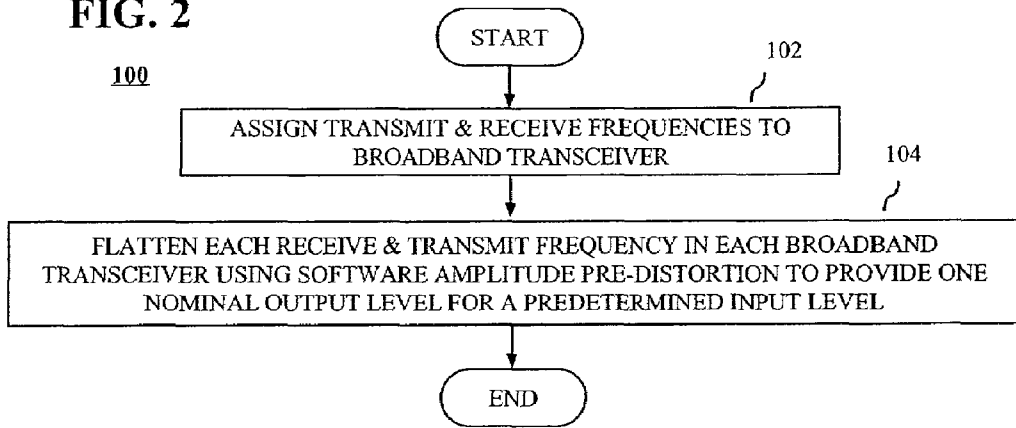 FIG. 2
100
START
102
ASSIGN TRANSMIT & RECEIVE FREQUENCIES TO
BROADBAND TRANSCEIVER
104
FLATTEN EACH RECEIVE & TRANSMIT FREQUENCY IN EACH BROADBAND
TRANSCEIVER USING SOFTWARE AMPLITUDE PRE-DISTORTION TO PROVIDE ONE
NOMINAL OUTPUT LEVEL FOR A PREDETERMINED INPUT LEVEL
END